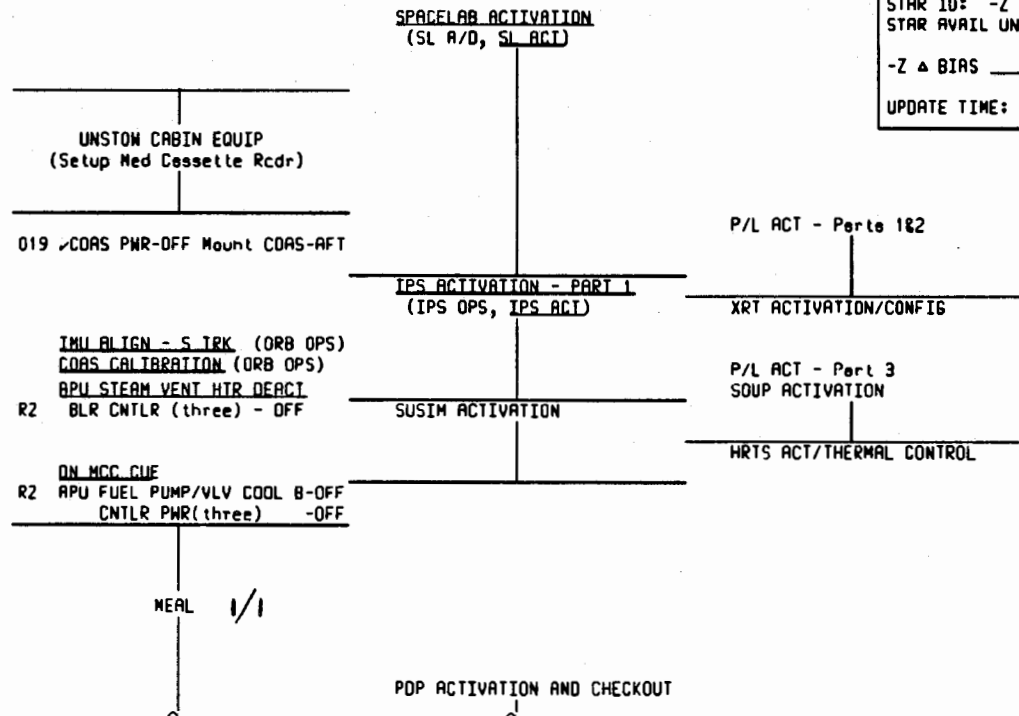 SPACELAB ACTIVATION
(SL A/D, SL ACT)
STAR ID: -Z
STAR AVAIL UN
-Z Δ BIAS ___
UPDATE TIME:
UNSTOW CABIN EQUIP
(Setup Med Cassette Rcdr)
019 ✓COAS PWR-OFF Mount COAS-AFT
P/L ACT - Parts 1&2
IPS ACTIVATION - PART 1
(IPS OPS, IPS ACT)
XRT ACTIVATION/CONFIG
IMU ALIGN - S TRK (ORB OPS)
COAS CALIBRATION (ORB OPS)
APU STEAM VENT HTR DEACT
R2 BLR CNTLR (three) - OFF
P/L ACT - Part 3
SOUP ACTIVATION
SUSIM ACTIVATION
HRTS ACT/THERMAL CONTROL
ON MCC CUE
R2 APU FUEL PUMP/VLV COOL B-OFF
CNTLR PWR(three) -OFF
MEAL 1/1
PDP ACTIVATION AND CHECKOUT